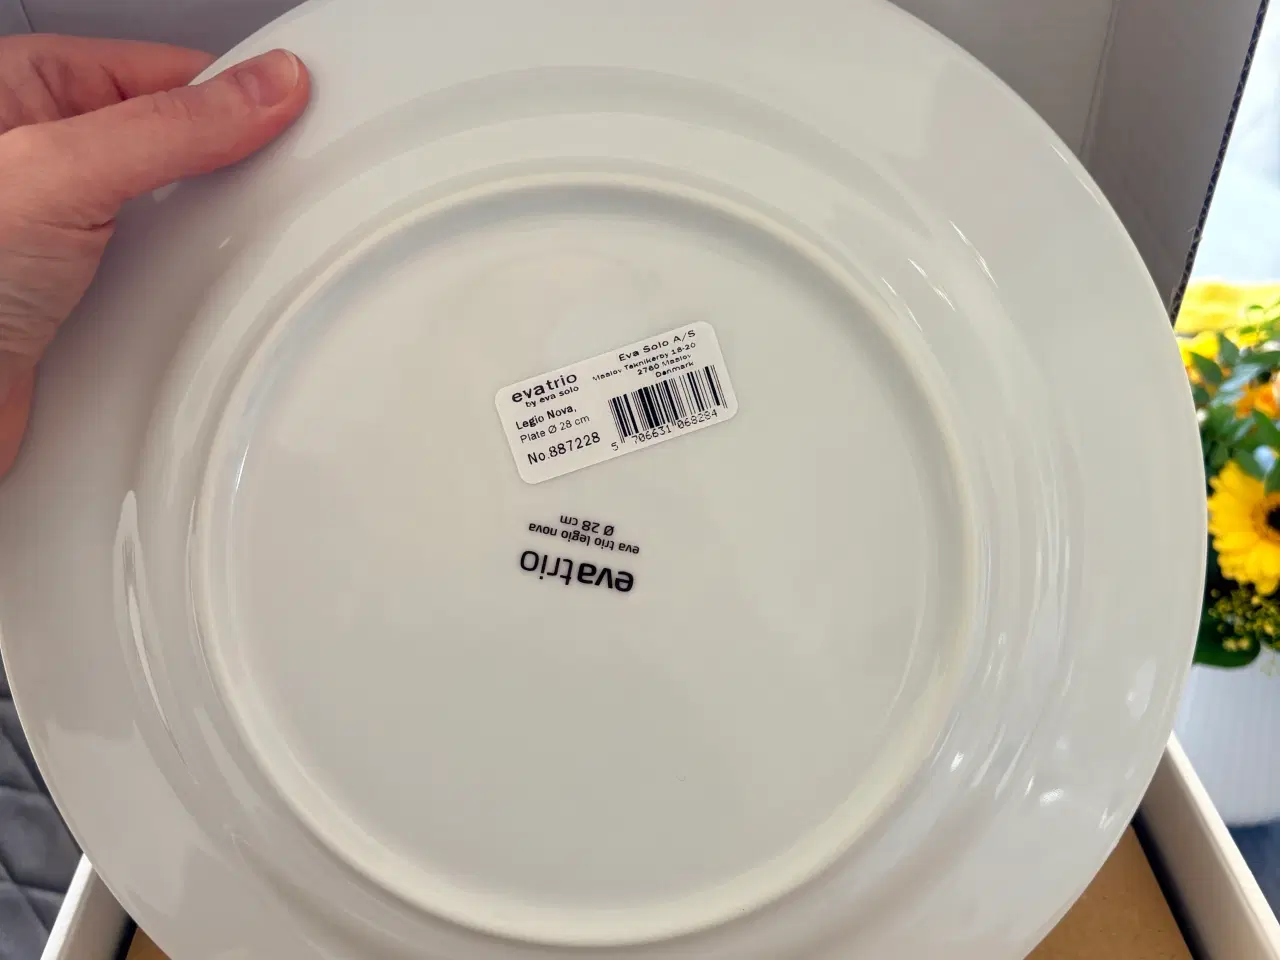 evatrio
by eva solo
Legio Nova,
Plate Ø 28 cm
No.887228
Eva Solo A/S
Måløv Teknikerby 18-20
2760 Måløv
Denmark
5 706631 068284
evatrio
eva trio legio nova
Ø 28 cm